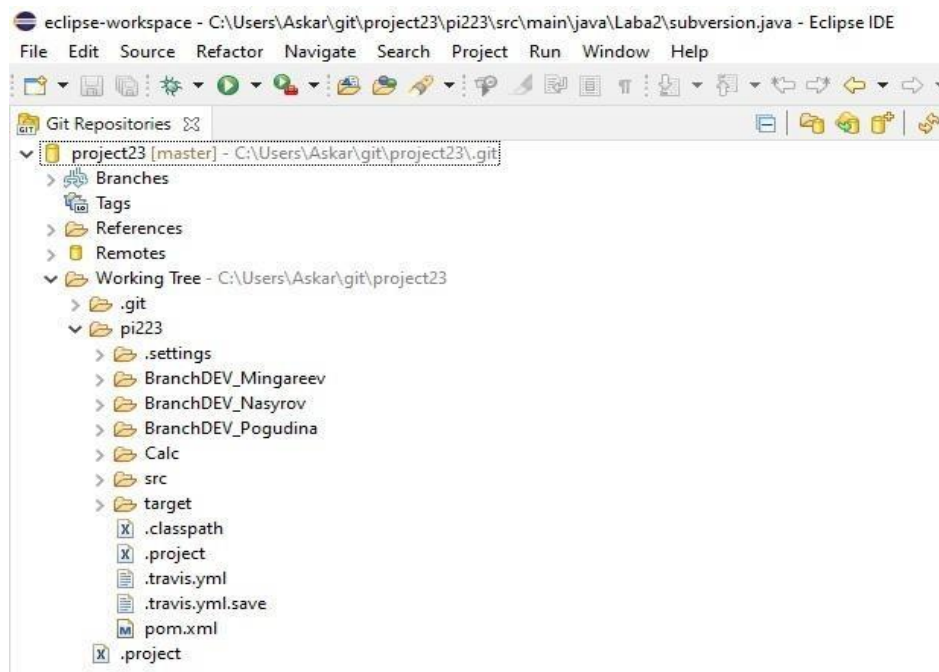 eclipse-workspace - C:\Users\Askar\git\project23\pi223\src\main\java\Laba2\subversion.java - Eclipse IDE
File Edit Source Refactor Navigate Search Project Run Window Help
GIT Git Repositories
project23 [master] - C:\Users\Askar\git\project23\.git
Branches
Tags
References
Remotes
Working Tree - C:\Users\Askar\git\project23
.git
pi223
.settings
BranchDEV_Mingareev
BranchDEV_Nasyrov
BranchDEV_Pogudina
Calc
src
target
.classpath
.project
.travis.yml
.travis.yml.save
pom.xml
.project